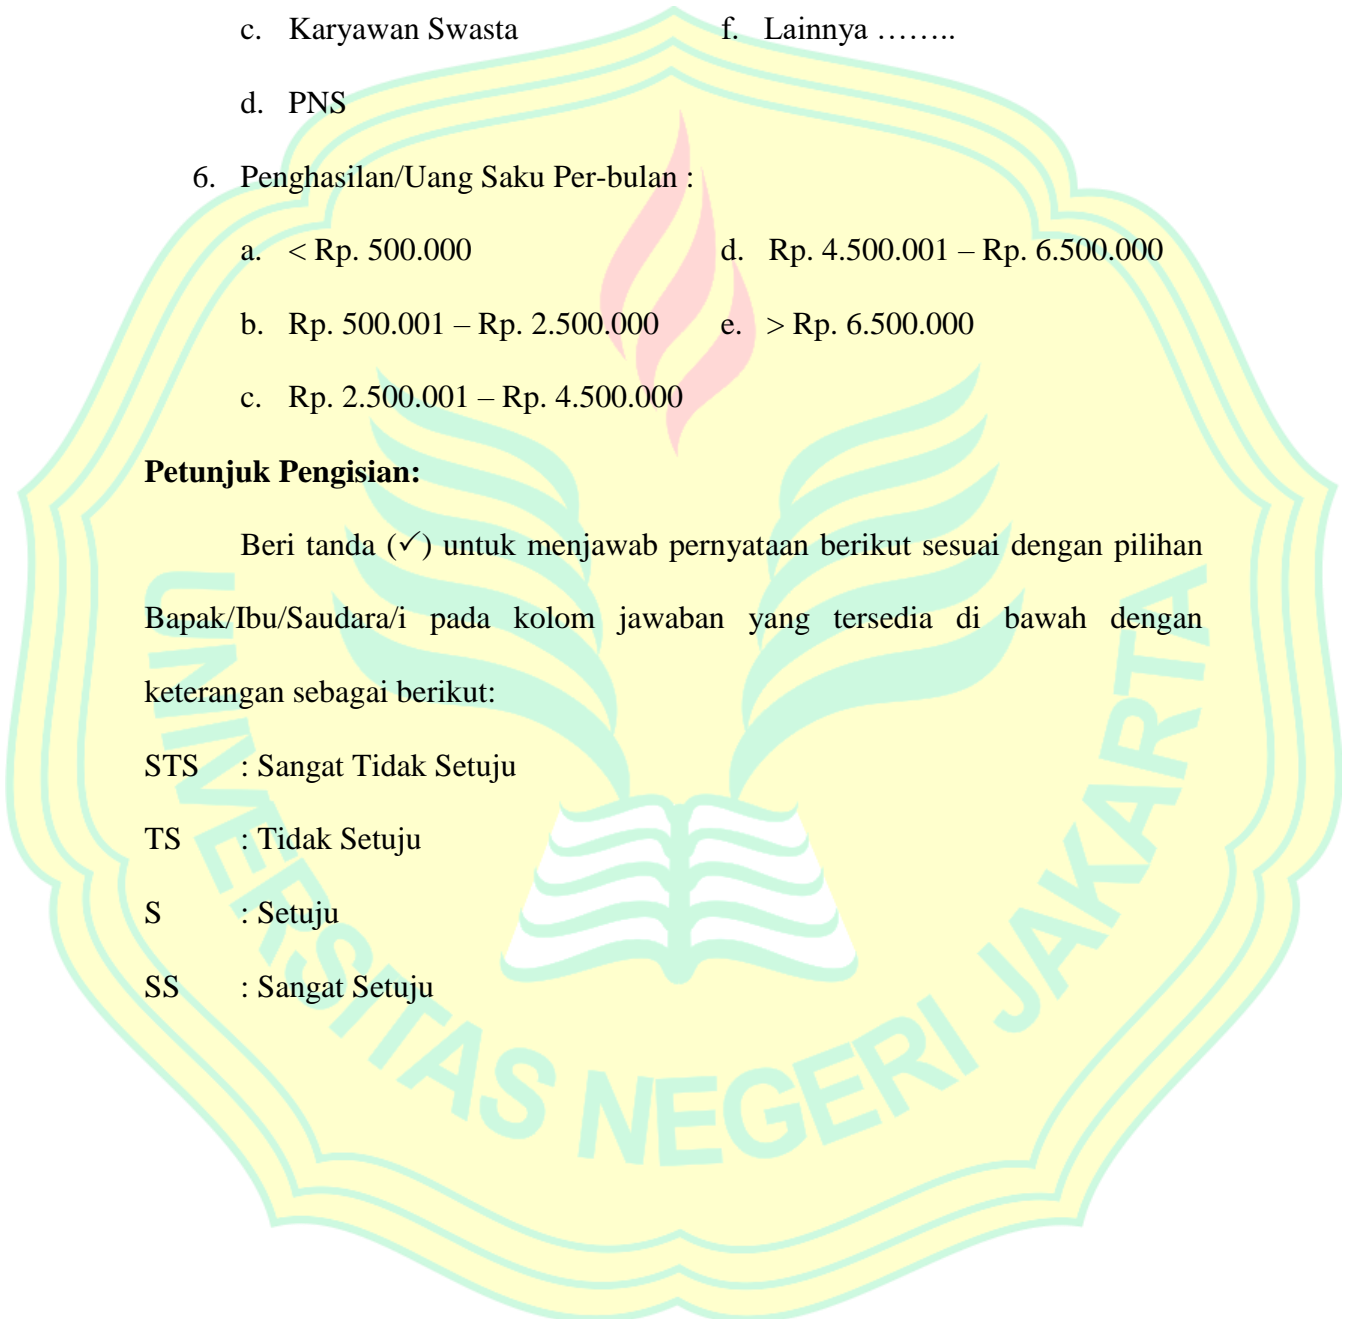 c. Karyawan Swasta f. Lainnya ……..
d. PNS
6. Penghasilan/Uang Saku Per-bulan :
a. < Rp. 500.000 d. Rp. 4.500.001 – Rp. 6.500.000
b. Rp. 500.001 – Rp. 2.500.000 e. > Rp. 6.500.000
c. Rp. 2.500.001 – Rp. 4.500.000
Petunjuk Pengisian:
Beri tanda (✓) untuk menjawab pernyataan berikut sesuai dengan pilihan
Bapak/Ibu/Saudara/i pada kolom jawaban yang tersedia di bawah dengan
keterangan sebagai berikut:
STS : Sangat Tidak Setuju
TS : Tidak Setuju
S : Setuju
SS : Sangat Setuju
UNIVERSITAS NEGERI JAKARTA